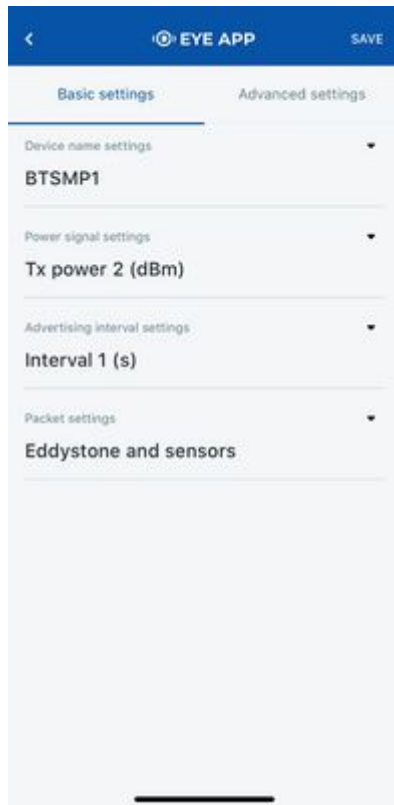 EYE APP
SAVE
Basic settings
Advanced settings
Device name settings
BTSMP1
Power signal settings
Tx power 2 (dBm)
Advertising interval settings
Interval 1 (s)
Packet settings
Eddystone and sensors